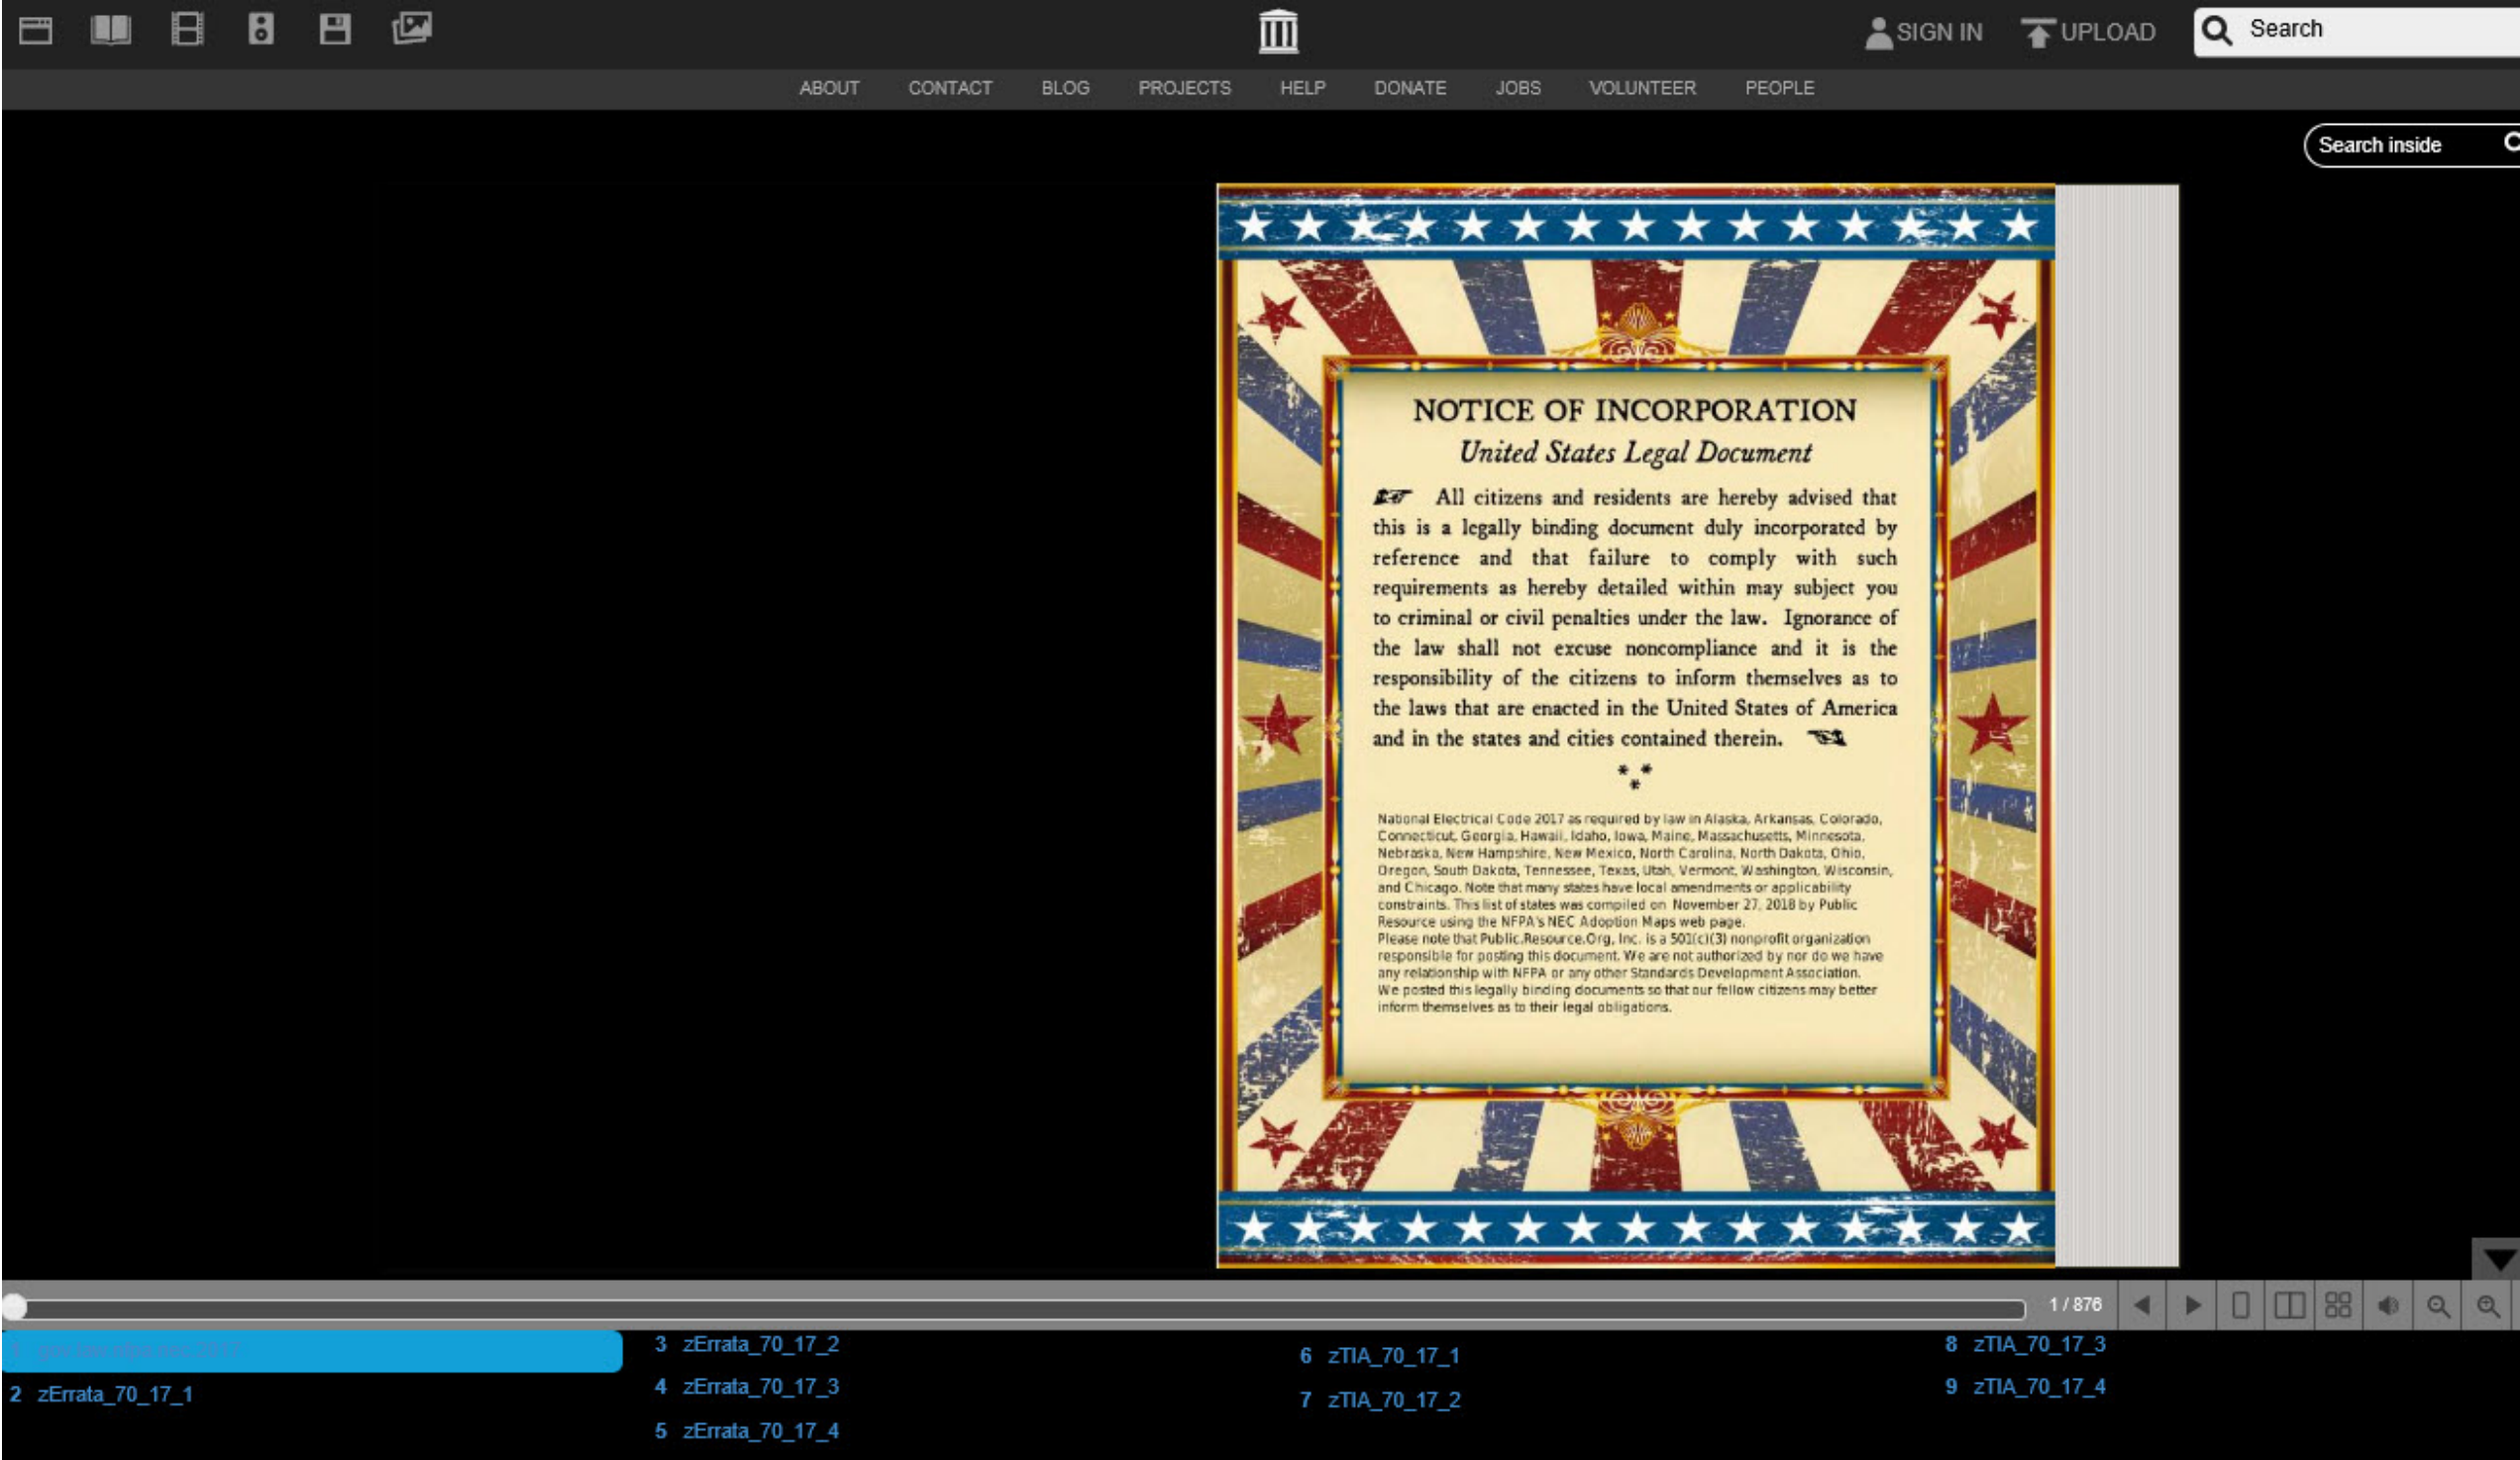 SIGN IN
UPLOAD
Search
ABOUT CONTACT BLOG PROJECTS HELP DONATE JOBS VOLUNTEER PEOPLE
Search inside
NOTICE OF INCORPORATION
United States Legal Document
All citizens and residents are hereby advised that
this is a legally binding document duly incorporated by
reference and that failure to comply with such
requirements as hereby detailed within may subject you
to criminal or civil penalties under the law. Ignorance of
the law shall not excuse noncompliance and it is the
responsibility of the citizens to inform themselves as to
the laws that are enacted in the United States of America
and in the states and cities contained therein.
National Electrical Code 2017 as required by law in Alaska, Arkansas, Colorado,
Connecticut, Georgia, Hawaii, Idaho, Iowa, Maine, Massachusetts, Minnesota,
Nebraska, New Hampshire, New Mexico, North Carolina, North Dakota, Ohio,
Oregon, South Dakota, Tennessee, Texas, Utah, Vermont, Washington, Wisconsin,
and Chicago. Note that many states have local amendments or applicability
constraints. This list of states was compiled on November 27, 2018 by Public
Resource using the NFPA's NEC Adoption Maps web page.
Please note that Public.Resource.Org, Inc. is a 501(c)(3) nonprofit organization
responsible for posting this document. We are not authorized by nor do we have
any relationship with NFPA or any other Standards Development Association.
We posted this legally binding documents so that our fellow citizens may better
inform themselves as to their legal obligations.
1 / 876
2 zErrata_70_17_1
3 zErrata_70_17_2
4 zErrata_70_17_3
5 zErrata_70_17_4
6 zTIA_70_17_1
7 zTIA_70_17_2
8 zTIA_70_17_3
9 zTIA_70_17_4